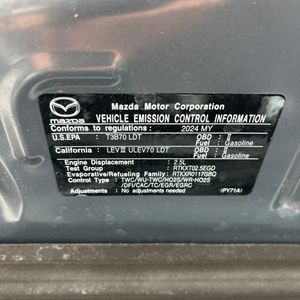 mazda
Mazda Motor Corporation
VEHICLE EMISSION CONTROL INFORMATION
Conforms to regulations : 2024 MY
U.S.EPA : T3B70 LDT OBD : II
Fuel : Gasoline
California : LEVⅢ ULEV70 LDT OBD : II
Fuel : Gasoline
Engine Displacement : 2.5L
Test Group : RTKXT02.5EGD
Evaporative/Refueling Family : RTKXR0117GBQ
Control Type : TWC/WU-TWC/HO2S/WR-HO2S
/DFI/CAC/TC/EGR/EGRC
Adjustments : No adjustments needed (PY71A)